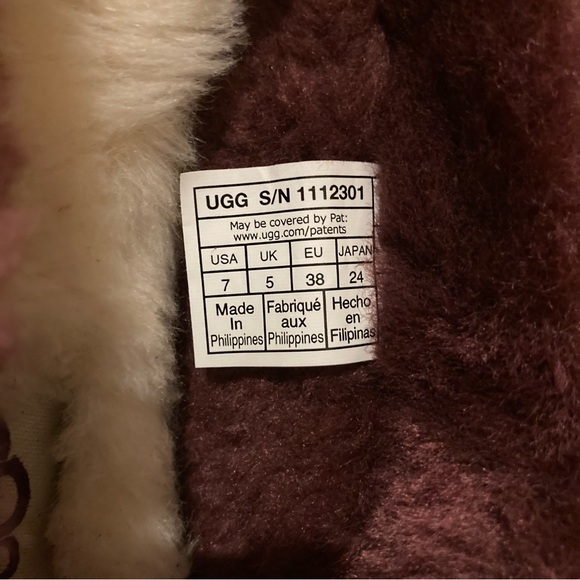 UGG S/N 1112301
May be covered by Pat:
www.ugg.com/patents
USA UK EU JAPAN
7 5 38 24
Made Fabriqué Hecho
In aux en
Philippines Philippines Filipinas